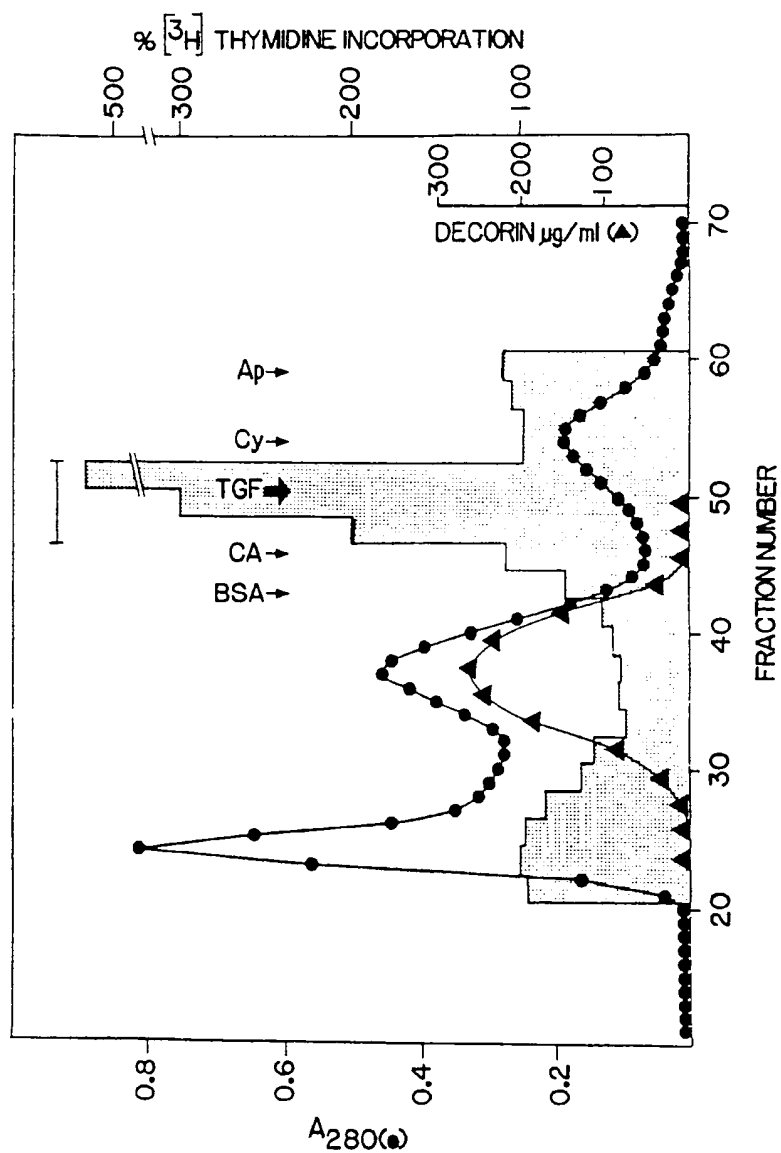 % [³H] THYMIDINE INCORPORATION
500
300
200
100
300
200
100
DECORIN µg/ml (▲)
Ap→
Cy→
TGF
CA→
BSA→
70
60
50
40
30
20
FRACTION NUMBER
0.8
0.6
0.4
0.2
A280(●)